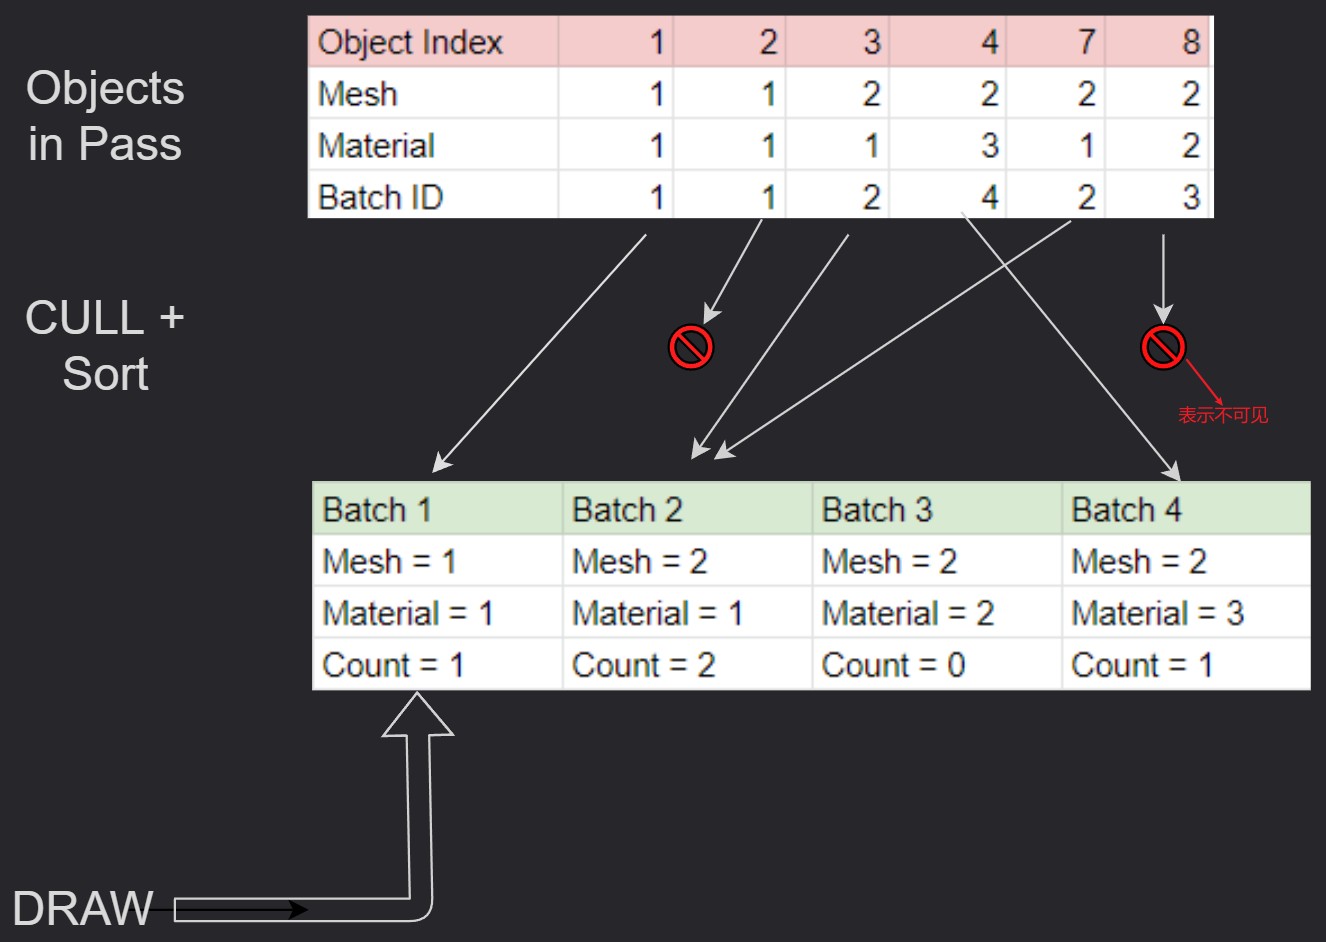 Objects
in Pass
Object Index 1 2 3 4 7 8
Mesh 1 1 2 2 2 2
Material 1 1 1 3 1 2
Batch ID 1 1 2 4 2 3
CULL +
Sort
表示不可见
Batch 1 Batch 2 Batch 3 Batch 4
Mesh = 1 Mesh = 2 Mesh = 2 Mesh = 2
Material = 1 Material = 1 Material = 2 Material = 3
Count = 1 Count = 2 Count = 0 Count = 1
DRAW